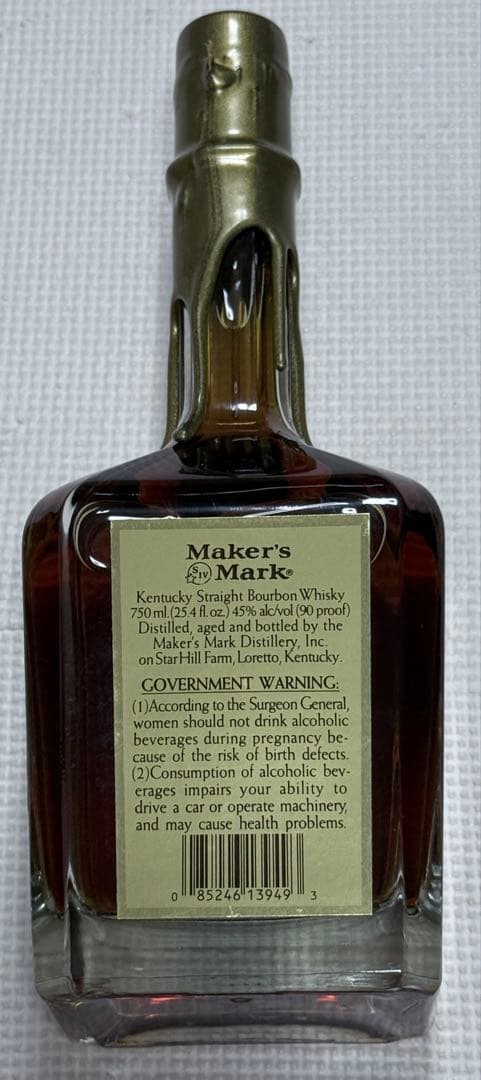 Maker's
SIV Mark®
Kentucky Straight Bourbon Whisky
750 ml.(25.4 fl. oz.) 45% alc/vol (90 proof)
Distilled, aged and bottled by the
Maker's Mark Distillery, Inc.
on Star Hill Farm, Loretto, Kentucky.
GOVERNMENT WARNING:
(1)According to the Surgeon General,
women should not drink alcoholic
beverages during pregnancy be-
cause of the risk of birth defects.
(2)Consumption of alcoholic bev-
erages impairs your ability to
drive a car or operate machinery,
and may cause health problems.
0 85246 13949 3